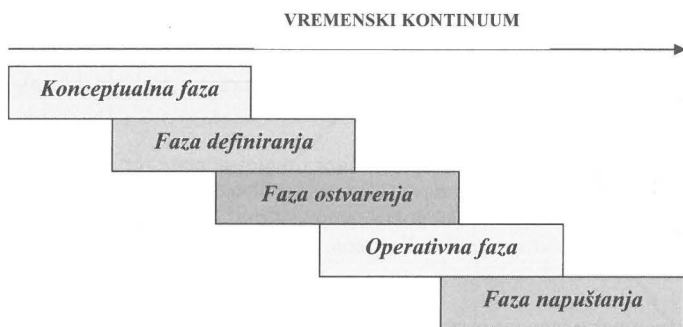 VREMENSKI KONTINUUM
Konceptualna faza
Faza definiranja
Faza ostvarenja
Operativna faza
Faza napuštanja